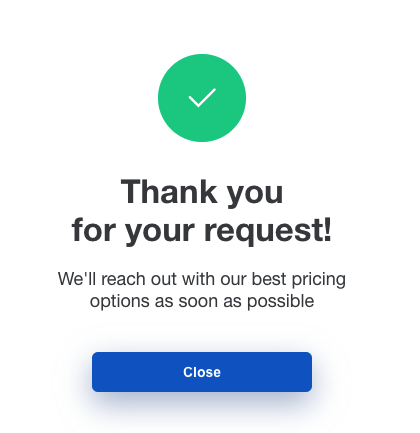 Thank you
for your request!
We'll reach out with our best pricing
options as soon as possible
Close